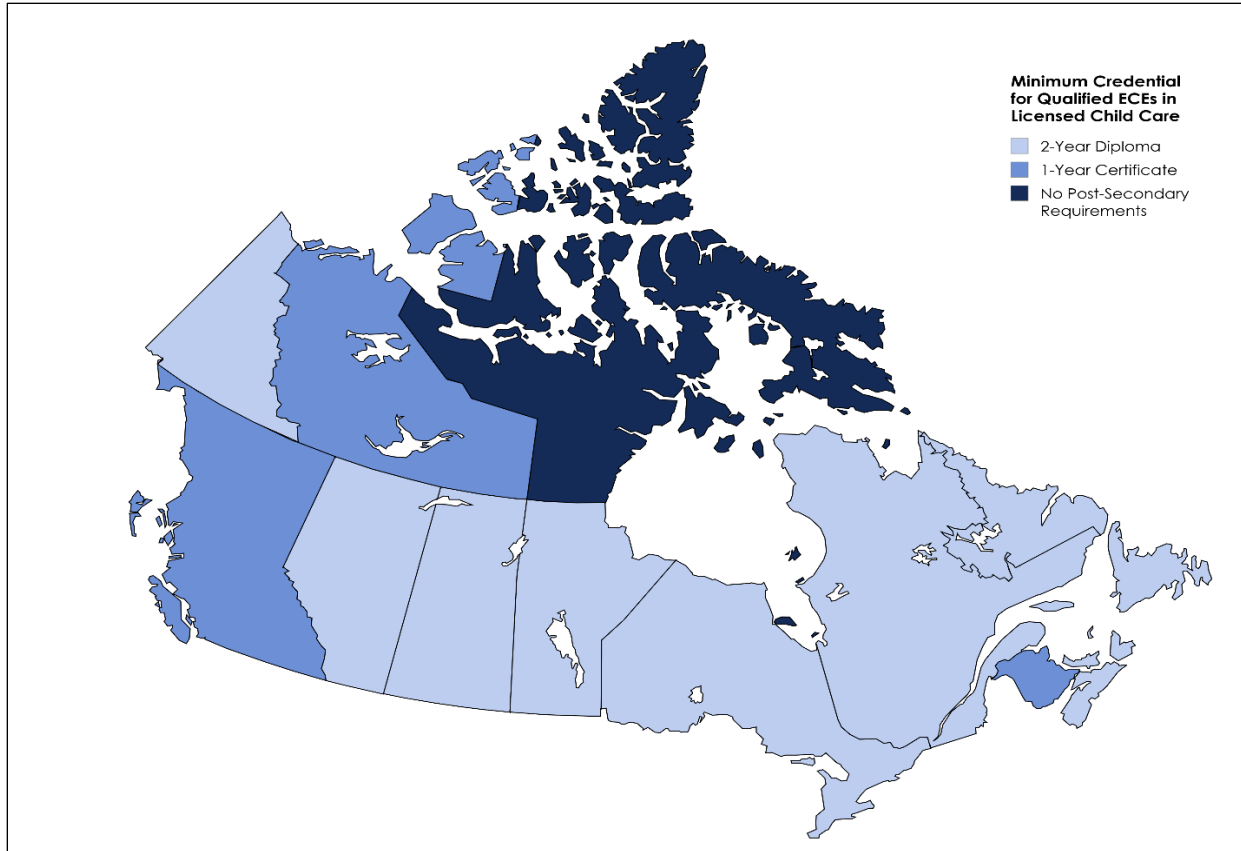 Minimum Credential
for Qualified ECEs in
Licensed Child Care
2-Year Diploma
1-Year Certificate
No Post-Secondary
Requirements